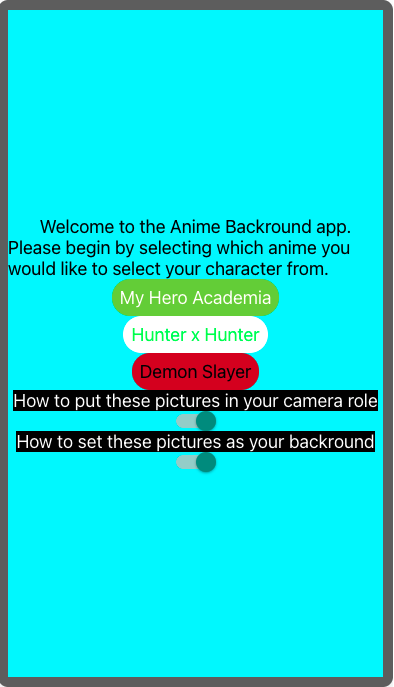 Welcome to the Anime Backround app.
Please begin by selecting which anime you
would like to select your character from.
My Hero Academia
Hunter x Hunter
Demon Slayer
How to put these pictures in your camera role
How to set these pictures as your backround